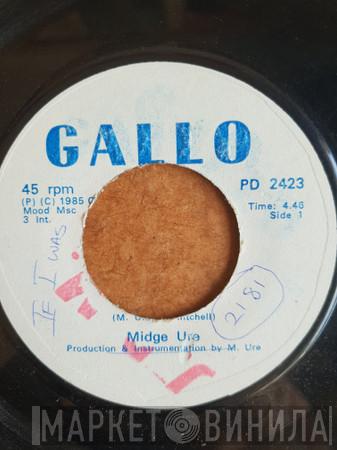 GALLO
45 rpm
PD 2423
(P) (C) 1985
Mood Msc
3 Int.
Time: 4.46
Side 1
IF I WAS
2181
(M. Mitchell)
Midge Ure
Production & Instrumentation by M. Ure
МАРКЕТ ВИНИЛА